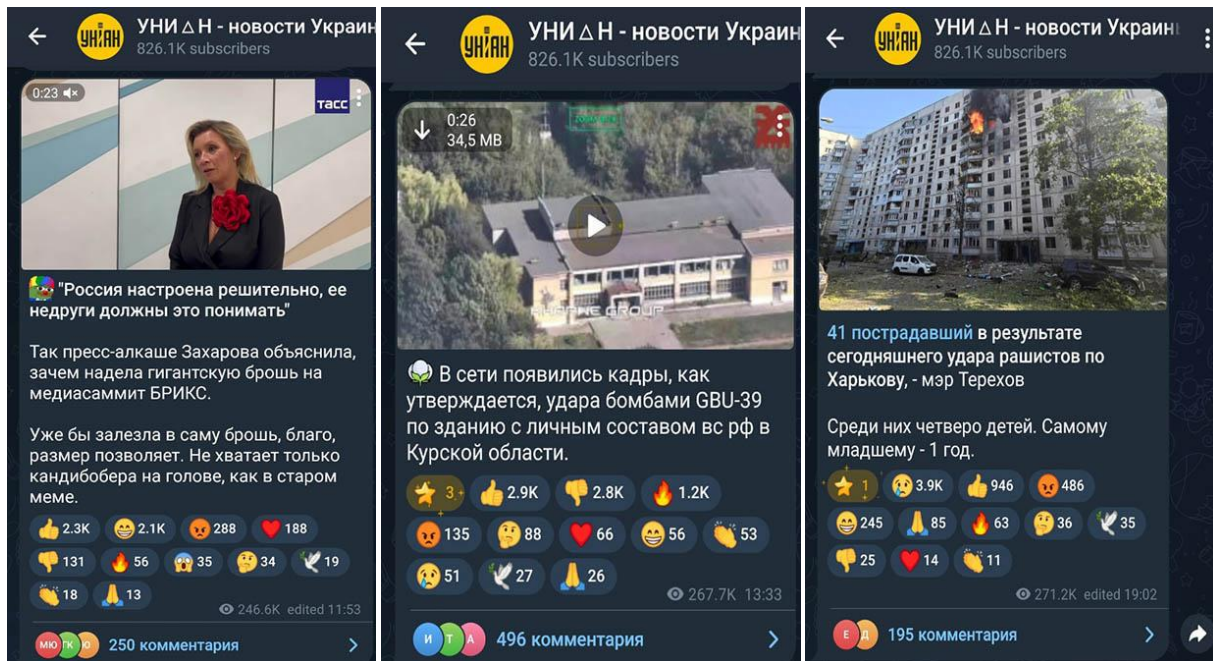 УНИ△Н - новости Украин
826.1K subscribers
УНІАН
0:23
ТАСС
"Россия настроена решительно, ее
недруги должны это понимать"
Так пресс-алкаше Захарова объяснила,
зачем надела гигантскую брошь на
медиасаммит БРИКС.
Уже бы залезла в саму брошь, благо,
размер позволяет. Не хватает только
кандибобера на голове, как в старом
меме.
2.3K 2.1K 288 188
131 56 35 34 19
18 13
246.6K edited 11:53
МЮ ГК Ю 250 комментария
УНИ△Н - новости Украин
826.1K subscribers
УНІАН
0:26
34,5 MB
GROUP
В сети появились кадры, как
утверждается, удара бомбами GBU-39
по зданию с личным составом вс рф в
Курской области.
3 2.9K 2.8K 1.2K
135 88 66 56 53
51 27 26
267.7K 13:33
И Т А 496 комментария
УНИ△Н - новости Украин
826.1K subscribers
УНІАН
41 пострадавший в результате
сегодняшнего удара рашистов по
Харькову, - мэр Терехов
Среди них четверо детей. Самому
младшему - 1 год.
1 3.9K 946 486
245 85 63 36 35
25 14 11
271.2K edited 19:02
Е Д 195 комментария